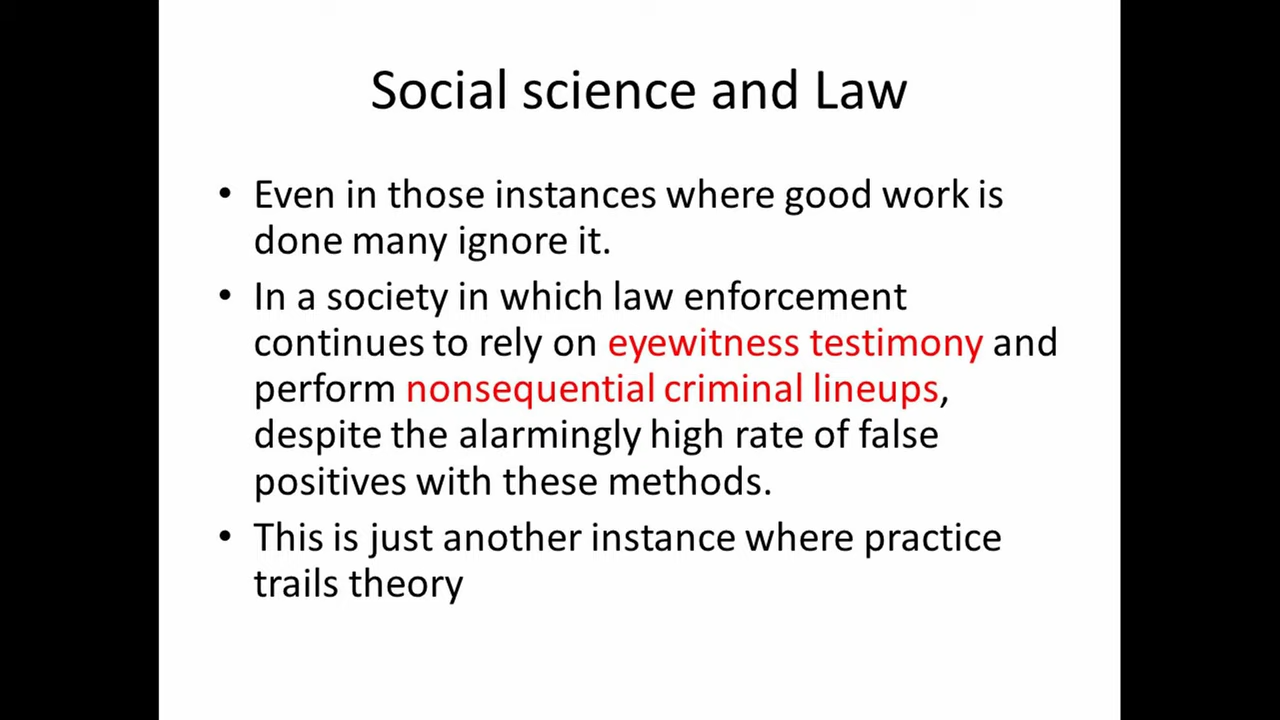 Social science and Law
• Even in those instances where good work is
done many ignore it.
• In a society in which law enforcement
continues to rely on eyewitness testimony and
perform nonsequential criminal lineups,
despite the alarmingly high rate of false
positives with these methods.
• This is just another instance where practice
trails theory